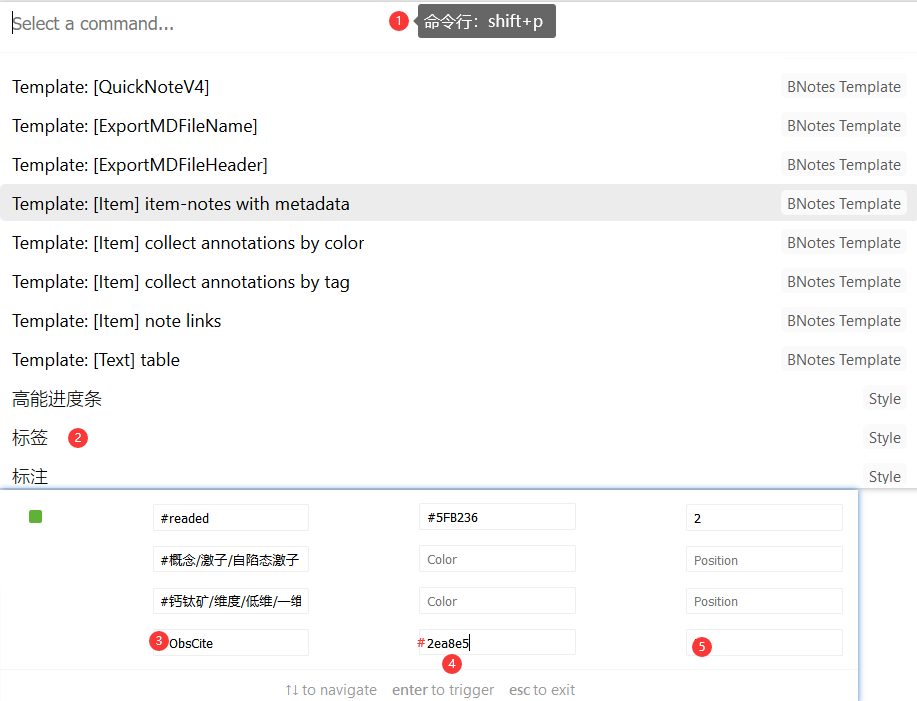 Select a command...
1 命令行：shift+p
Template: [QuickNoteV4] BNotes Template
Template: [ExportMDFileName] BNotes Template
Template: [ExportMDFileHeader] BNotes Template
Template: [Item] item-notes with metadata BNotes Template
Template: [Item] collect annotations by color BNotes Template
Template: [Item] collect annotations by tag BNotes Template
Template: [Item] note links BNotes Template
Template: [Text] table BNotes Template
高能进度条 Style
标签 2 Style
标注 Style
#readed #5FB236 2
#概念/激子/自陷态激子 Color Position
#钙钛矿/维度/低维/一维 Color Position
3 ObsCite #2ea8e5 5
4
↑↓ to navigate enter to trigger esc to exit